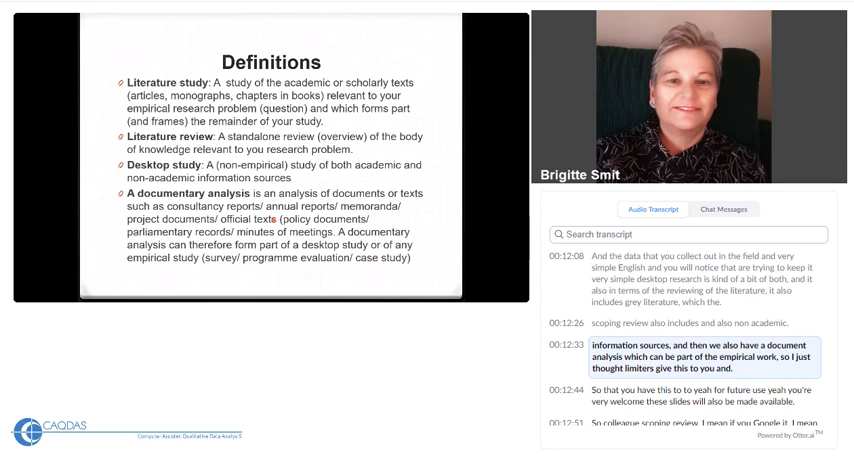 Definitions
Literature study: A study of the academic or scholarly texts
(articles, monographs, chapters in books) relevant to your
empirical research problem (question) and which forms part
(and frames) the remainder of your study.
Literature review: A standalone review (overview) of the body
of knowledge relevant to you research problem.
Desktop study: A (non-empirical) study of both academic and
non-academic information sources
A documentary analysis is an analysis of documents or texts
such as consultancy reports/ annual reports/ memoranda/
project documents/ official texts (policy documents/
parliamentary records/ minutes of meetings. A documentary
analysis can therefore form part of a desktop study or of any
empirical study (survey/ programme evaluation/ case study)
Brigitte Smit
Audio Transcript
Chat Messages
Search transcript
00:12:08 And the data that you collect out in the field and very
simple English and you will notice that are trying to keep it
very simple desktop research is kind of a bit of both, and it
also in terms of the reviewing of the literature, it also
includes grey literature, which the.
00:12:26 scoping review also includes and also non academic.
00:12:33 information sources, and then we also have a document
analysis which can be part of the empirical work, so I just
thought limiters give this to you and.
00:12:44 So that you have this to to yeah for future use yeah you're
very welcome these slides will also be made available.
00:12:51 So colleague scoping review, I mean if you Google it, I mean
Powered by Otter.ai TM
CAQDAS
Computer Assisted Qualitative Data Analysis